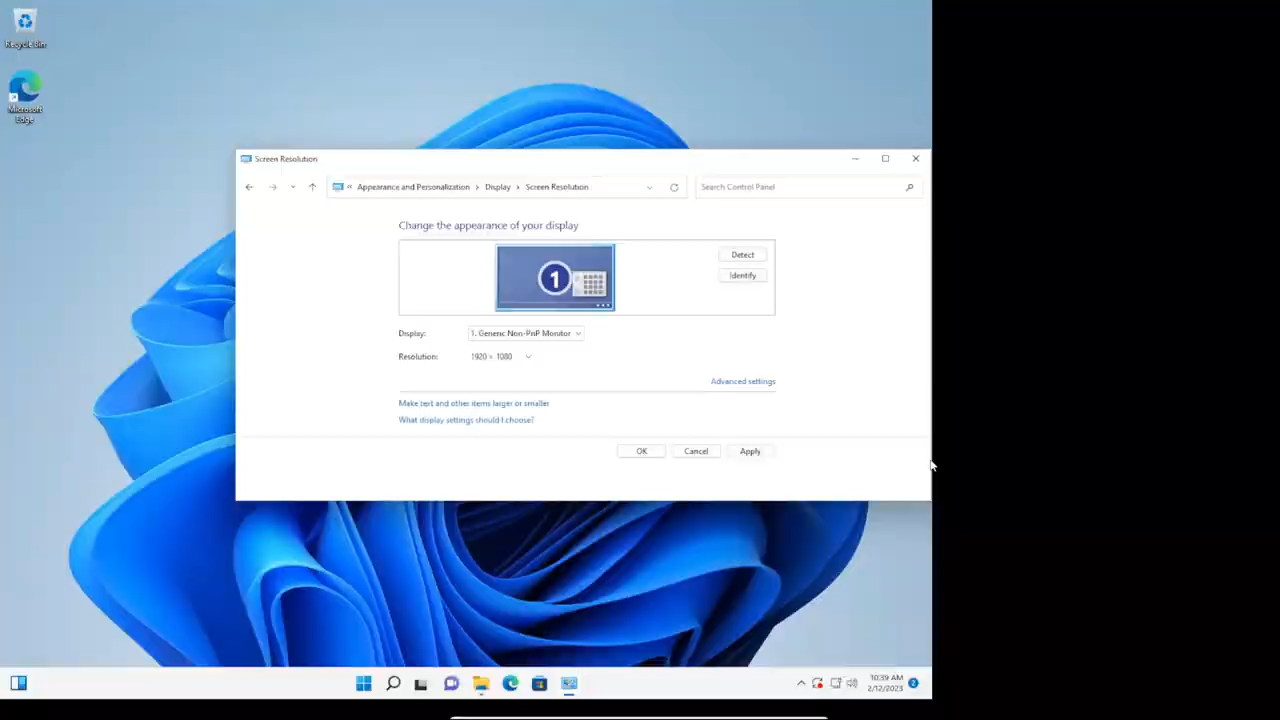 Recycle Bin
Microsoft
Edge
Screen Resolution
Appearance and Personalization > Display > Screen Resolution
Search Control Panel
Change the appearance of your display
1
Detect
Identify
Display:
1. Generic Non-PnP Monitor
Resolution:
1920 × 1080
Advanced settings
Make text and other items larger or smaller
What display settings should I choose?
OK
Cancel
Apply
10:39 AM
2/12/2023
2